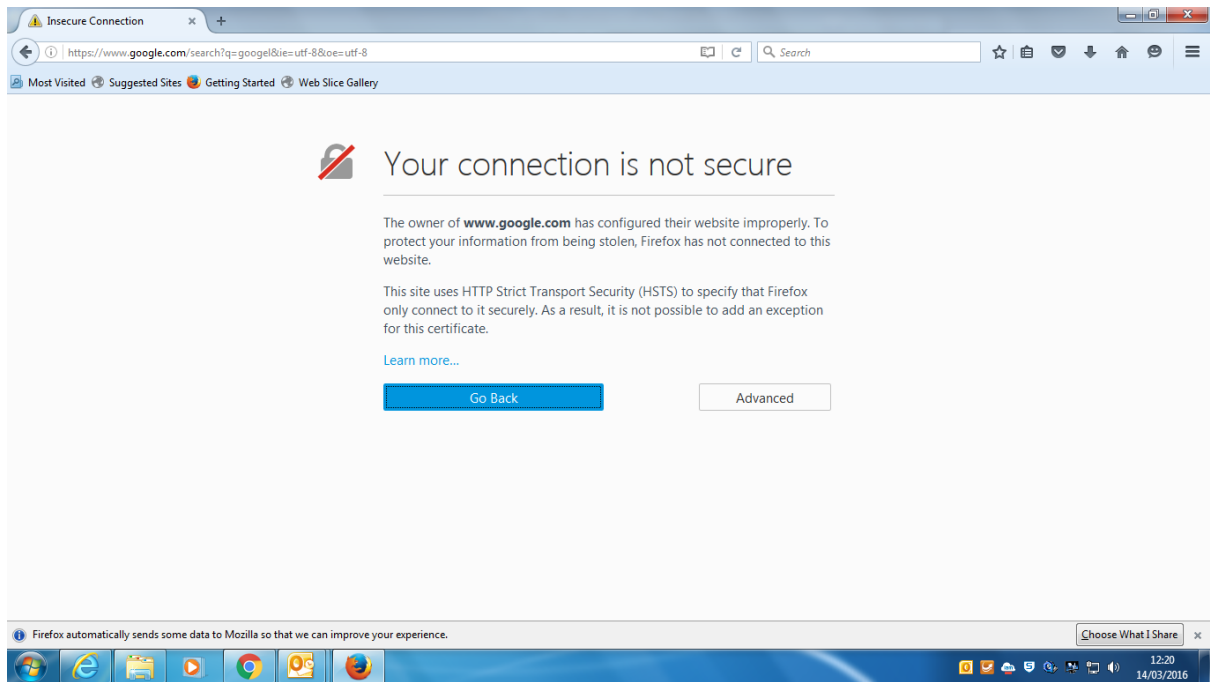 Insecure Connection
https://www.google.com/search?q=googel&ie=utf-8&oe=utf-8
Search
Most Visited Suggested Sites Getting Started Web Slice Gallery
Your connection is not secure
The owner of www.google.com has configured their website improperly. To
protect your information from being stolen, Firefox has not connected to this
website.
This site uses HTTP Strict Transport Security (HSTS) to specify that Firefox
only connect to it securely. As a result, it is not possible to add an exception
for this certificate.
Learn more...
Go Back Advanced
Firefox automatically sends some data to Mozilla so that we can improve your experience. Choose What I Share
12:20
14/03/2016